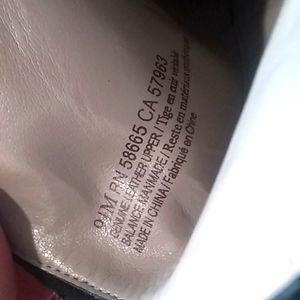 9½M RN 58665 CA 57963
GENUINE LEATHER UPPER / Tige en cuir véritable
BALANCE MANMADE / Reste en matériaux synthétiques
MADE IN CHINA / Fabriqué en Chine